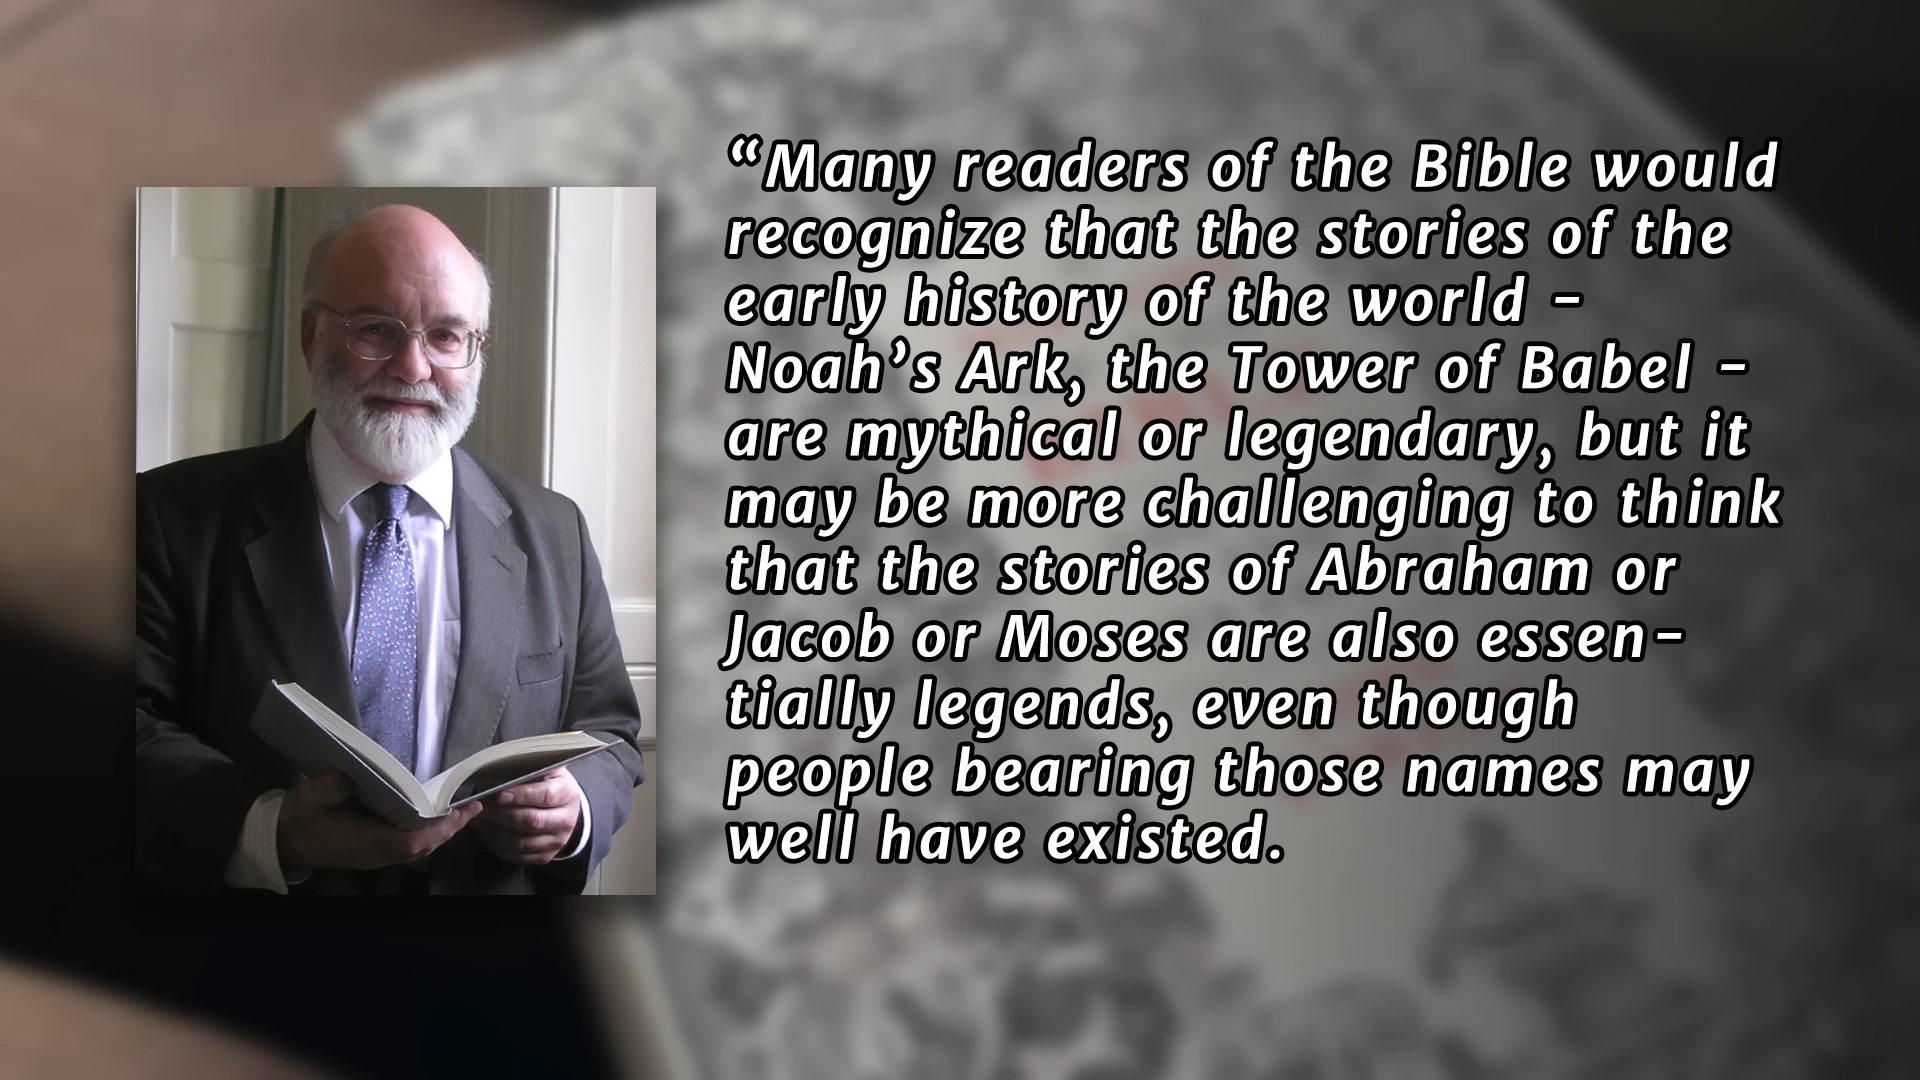 “Many readers of the Bible would
recognize that the stories of the
early history of the world –
Noah’s Ark, the Tower of Babel –
are mythical or legendary, but it
may be more challenging to think
that the stories of Abraham or
Jacob or Moses are also essen-
tially legends, even though
people bearing those names may
well have existed.